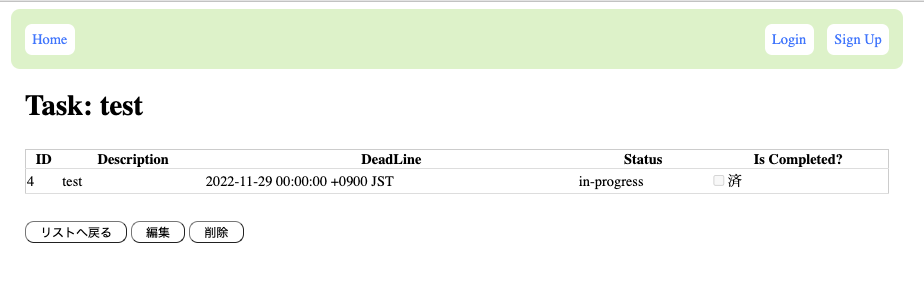 Home Login Sign Up
Task: test
ID Description DeadLine Status Is Completed?
4 test 2022-11-29 00:00:00 +0900 JST in-progress 済
リストへ戻る 編集 削除